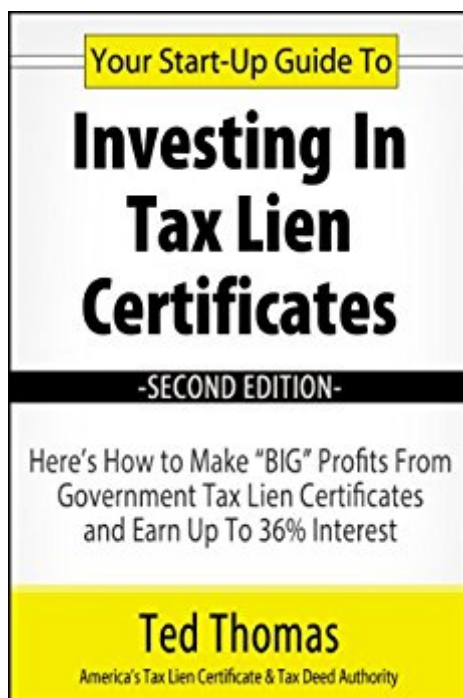 Your Start-Up Guide To
Investing In
Tax Lien
Certificates
-SECOND EDITION-
Here's How to Make "BIG" Profits From
Government Tax Lien Certificates
and Earn Up To 36% Interest
Ted Thomas
America's Tax Lien Certificate & Tax Deed Authority